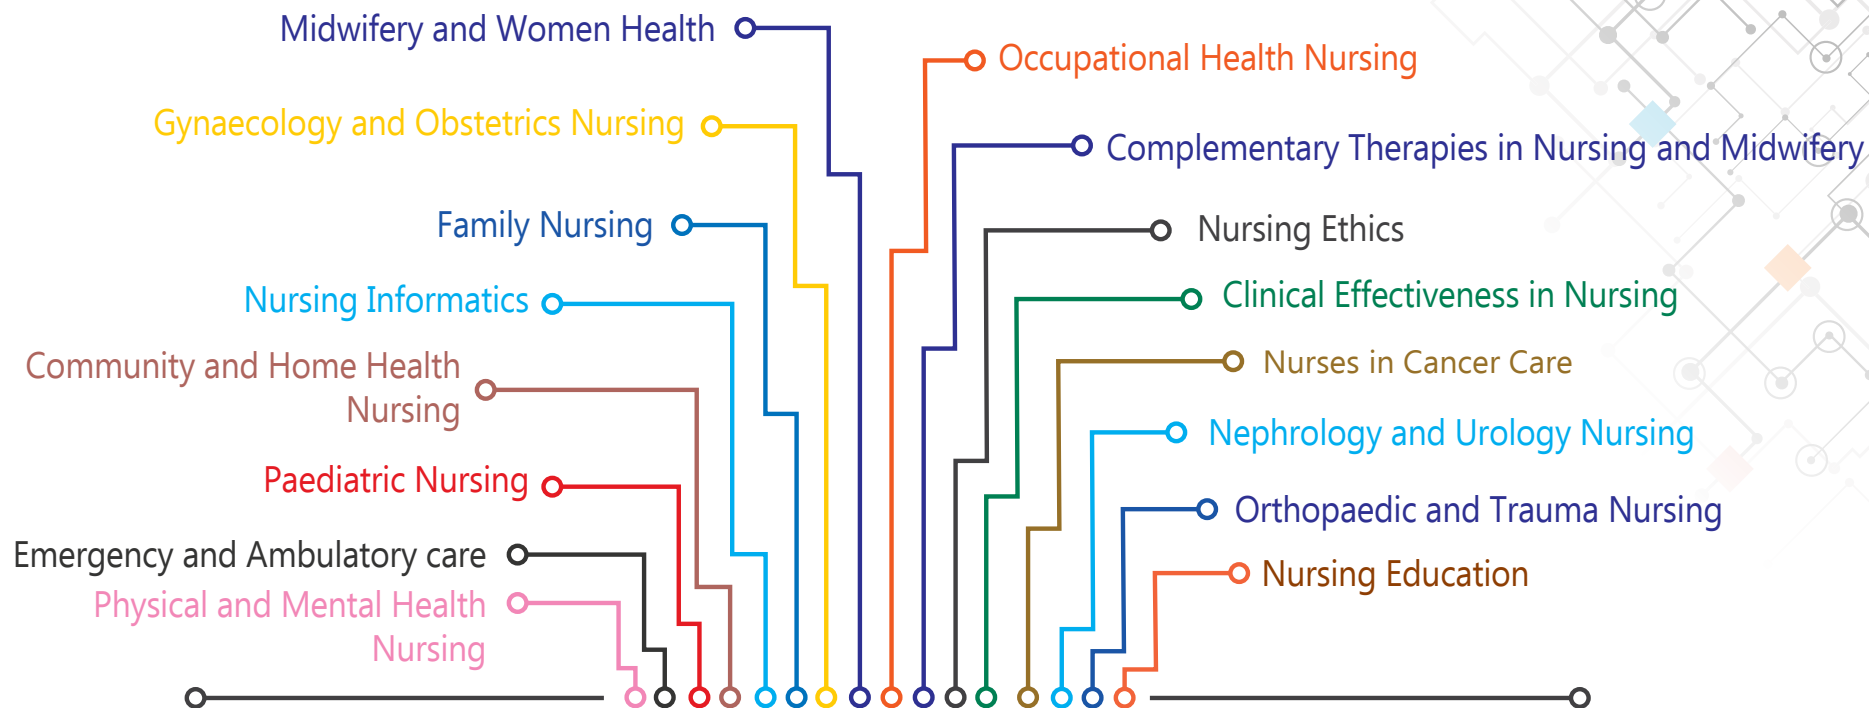 Midwifery and Women Health
Gynaecology and Obstetrics Nursing
Family Nursing
Nursing Informatics
Community and Home Health
Nursing
Paediatric Nursing
Emergency and Ambulatory care
Physical and Mental Health
Nursing
Occupational Health Nursing
Complementary Therapies in Nursing and Midwifery
Nursing Ethics
Clinical Effectiveness in Nursing
Nurses in Cancer Care
Nephrology and Urology Nursing
Orthopaedic and Trauma Nursing
Nursing Education